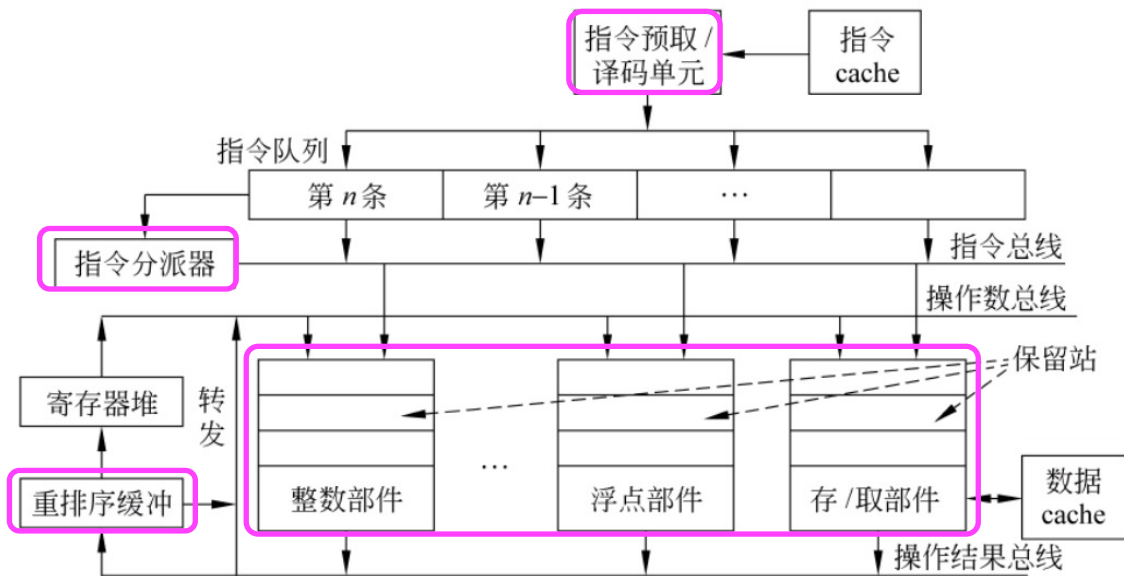 指令预取 /
译码单元
指令
cache
指令队列
第 n 条
第 n–1 条
…
指令分派器
指令总线
操作数总线
保留站
寄存器堆
转
发
重排序缓冲
整数部件
…
浮点部件
存 /取部件
数据
cache
操作结果总线